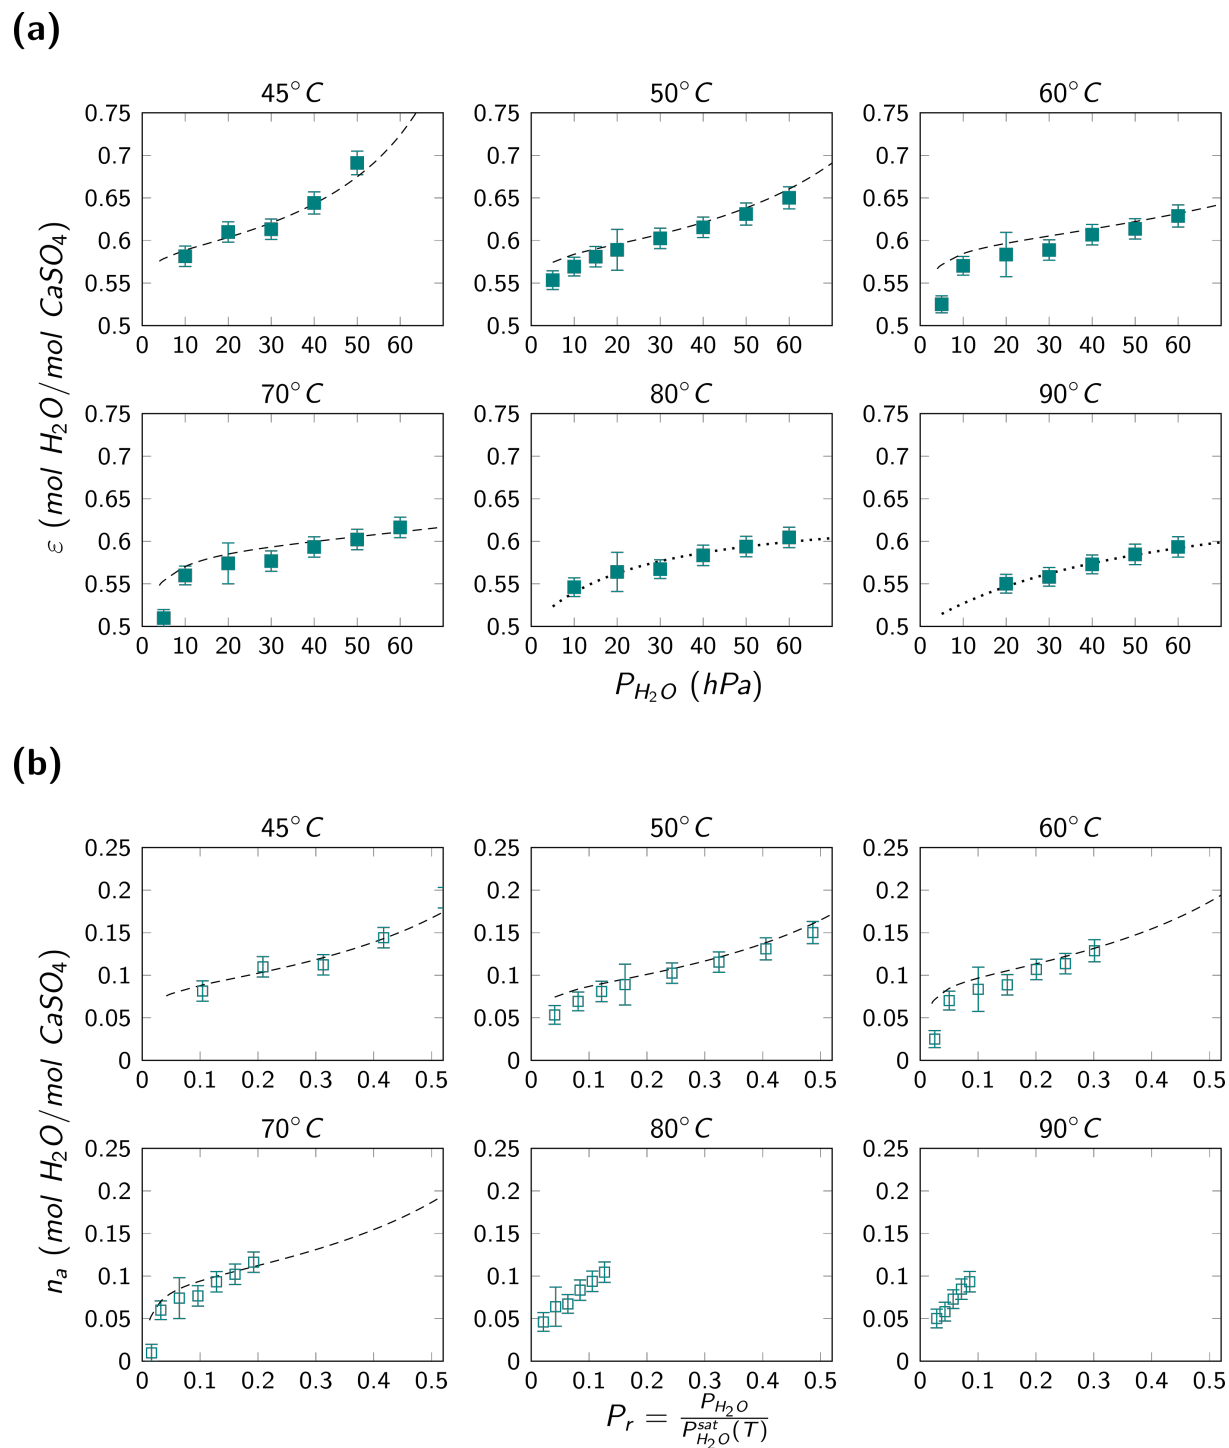 (a)
45°C 50°C 60°C
0.75 0.75 0.75
0.7 0.7 0.7
0.65 0.65 0.65
0.6 0.6 0.6
0.55 0.55 0.55
0.5 0.5 0.5
0 10 20 30 40 50 60 0 10 20 30 40 50 60 0 10 20 30 40 50 60
ε (mol H₂O/mol CaSO₄)
70°C 80°C 90°C
0.75 0.75 0.75
0.7 0.7 0.7
0.65 0.65 0.65
0.6 0.6 0.6
0.55 0.55 0.55
0.5 0.5 0.5
0 10 20 30 40 50 60 0 10 20 30 40 50 60 0 10 20 30 40 50 60
P_{H₂O} (hPa)
(b)
45°C 50°C 60°C
0.25 0.25 0.25
0.2 0.2 0.2
0.15 0.15 0.15
0.1 0.1 0.1
0.05 0.05 0.05
0 0 0
0 0.1 0.2 0.3 0.4 0.5 0 0.1 0.2 0.3 0.4 0.5 0 0.1 0.2 0.3 0.4 0.5
n_a (mol H₂O/mol CaSO₄)
70°C 80°C 90°C
0.25 0.25 0.25
0.2 0.2 0.2
0.15 0.15 0.15
0.1 0.1 0.1
0.05 0.05 0.05
0 0 0
0 0.1 0.2 0.3 0.4 0.5 0 0.1 0.2 0.3 0.4 0.5 0 0.1 0.2 0.3 0.4 0.5
P_r = P_{H₂O} / P^{sat}_{H₂O}(T)